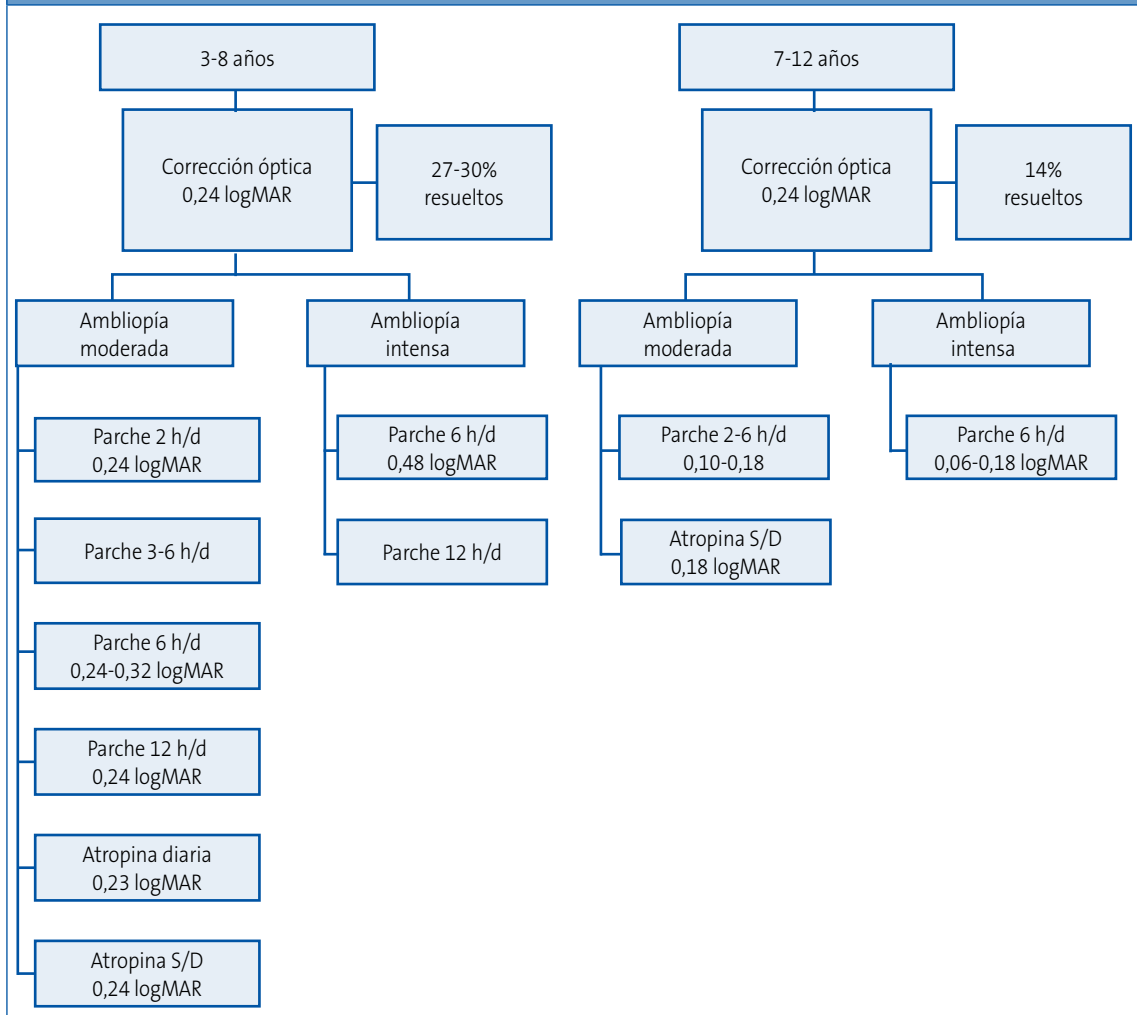 3-8 años
Corrección óptica
0,24 logMAR
27-30%
resueltos
Ambliopía
moderada
Ambliopía
intensa
Parche 2 h/d
0,24 logMAR
Parche 3-6 h/d
Parche 6 h/d
0,24-0,32 logMAR
Parche 12 h/d
0,24 logMAR
Atropina diaria
0,23 logMAR
Atropina S/D
0,24 logMAR
Parche 6 h/d
0,48 logMAR
Parche 12 h/d
7-12 años
Corrección óptica
0,24 logMAR
14%
resueltos
Ambliopía
moderada
Ambliopía
intensa
Parche 2-6 h/d
0,10-0,18
Atropina S/D
0,18 logMAR
Parche 6 h/d
0,06-0,18 logMAR